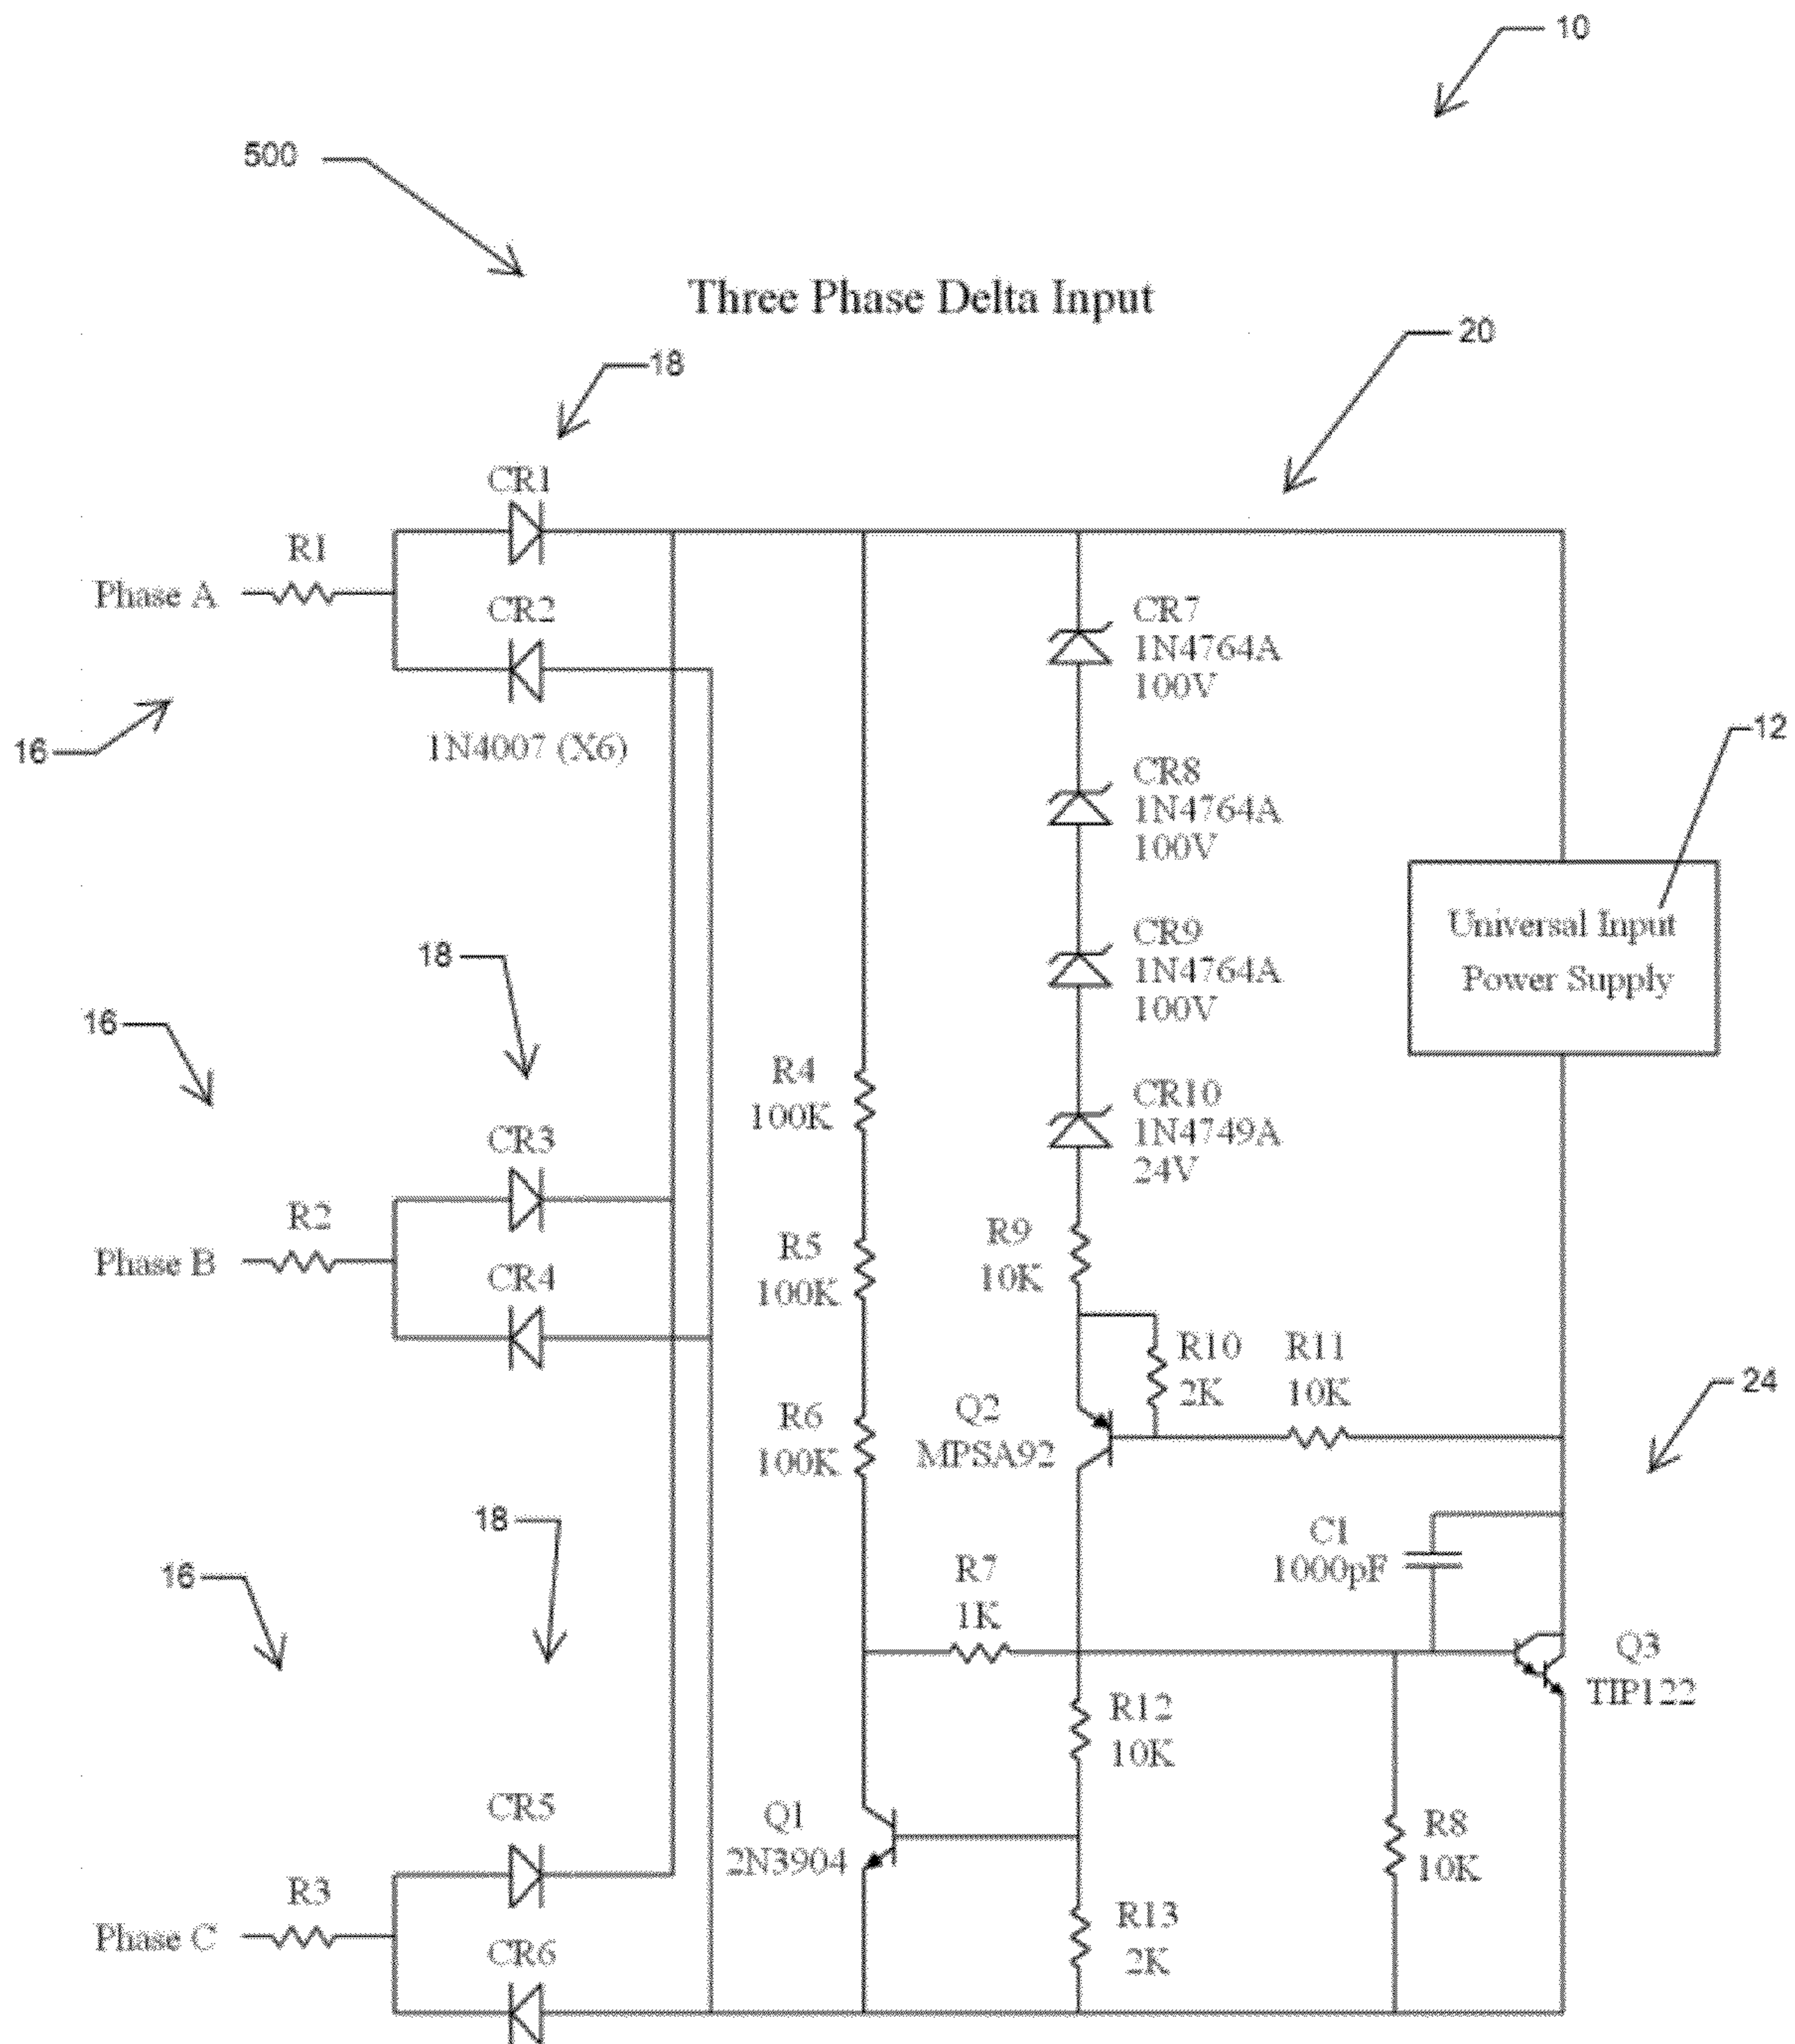 10
500
Three Phase Delta Input
20
18
CR1
R1
Phase A
CR2
1N4007 (X6)
16
CR7
1N4764A
100V
12
CR8
1N4764A
100V
Universal Input
Power Supply
CR9
1N4764A
100V
18
16
R4
100K
CR10
1N4749A
24V
CR3
R2
Phase B
CR4
R5
100K
R9
10K
R10
2K
R11
10K
24
R6
100K
Q2
MPSA92
18
16
C1
1000pF
R7
1K
Q3
TIP122
R12
10K
Q1
2N3904
R8
10K
CR5
R3
Phase C
CR6
R13
2K